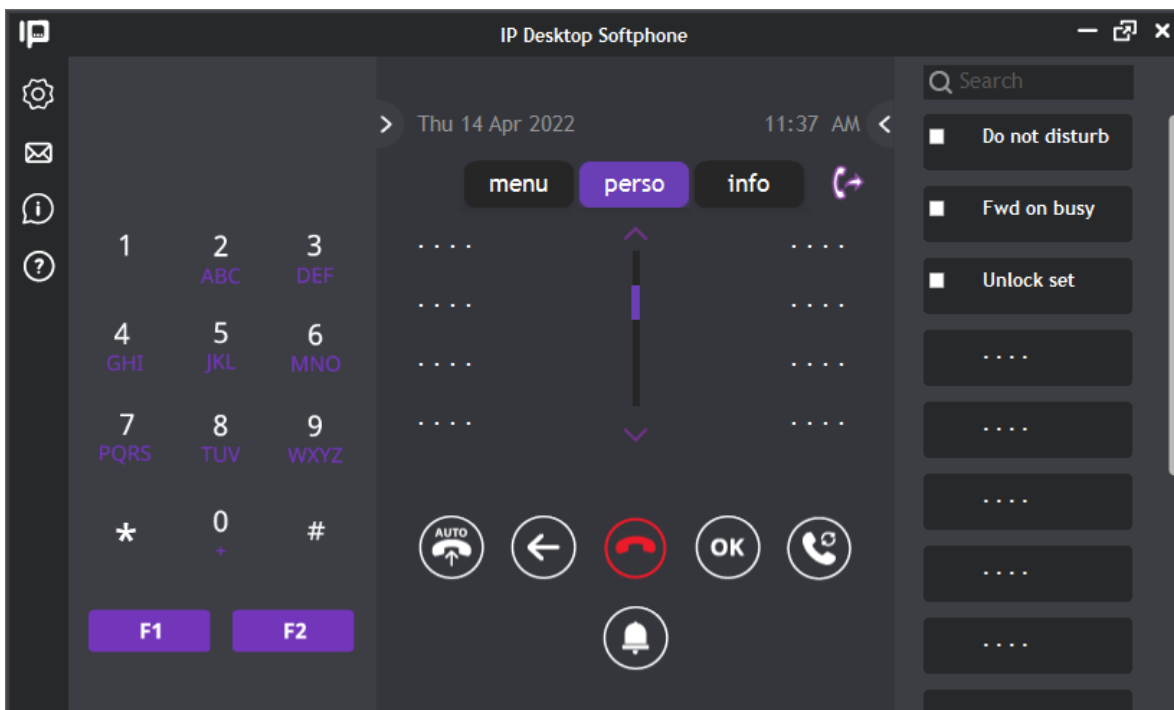 IP Desktop Softphone
Search
Thu 14 Apr 2022 11:37 AM
menu perso info
Do not disturb
Fwd on busy
Unlock set
1 2 3
ABC DEF
4 5 6
GHI JKL MNO
7 8 9
PQRS TUV WXYZ
* 0 #
+
F1 F2
. . . . . . . .
. . . . . . . .
. . . . . . . .
. . . . . . . .
AUTO OK
. . . .
. . . .
. . . .
. . . .
. . . .